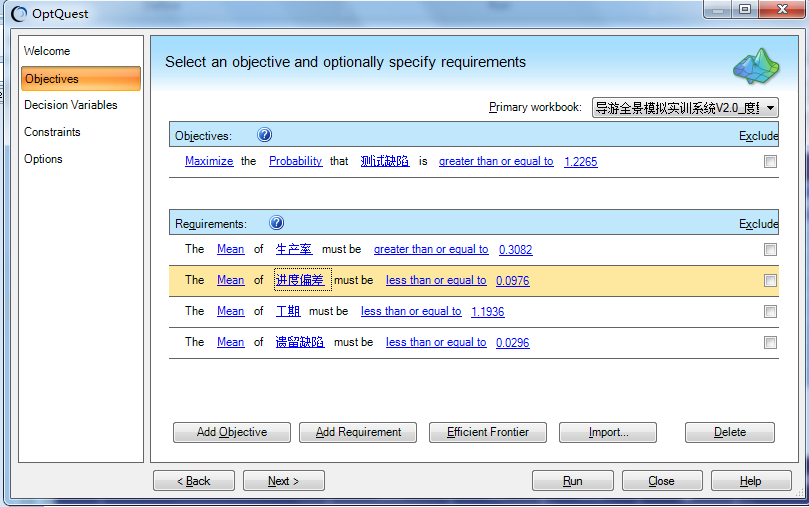 OptQuest
Welcome
Objectives
Decision Variables
Constraints
Options
Select an objective and optionally specify requirements
Primary workbook: 导游全景模拟实训系统V2.0_度
Objectives: Exclude
Maximize the Probability that 测试缺陷 is greater than or equal to 1.2265
Requirements: Exclude
The Mean of 生产率 must be greater than or equal to 0.3082
The Mean of 进度偏差 must be less than or equal to 0.0976
The Mean of 工期 must be less than or equal to 1.1936
The Mean of 遗留缺陷 must be less than or equal to 0.0296
Add Objective Add Requirement Efficient Frontier Import... Delete
< Back Next > Run Close Help